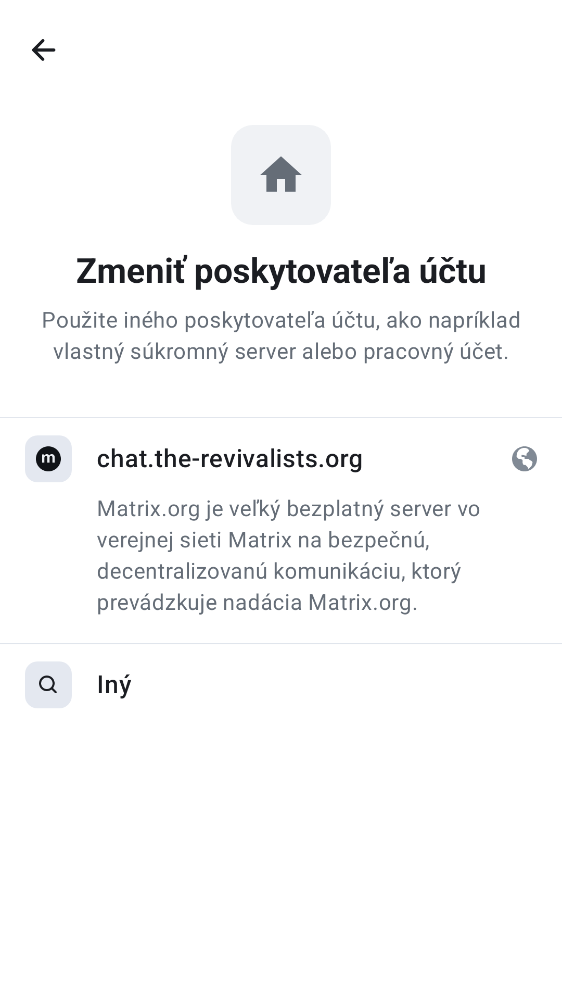 Zmeniť poskytovateľa účtu
Použite iného poskytovateľa účtu, ako napríklad
vlastný súkromný server alebo pracovný účet.
m
chat.the-revivalists.org
Matrix.org je veľký bezplatný server vo
verejnej sieti Matrix na bezpečnú,
decentralizovanú komunikáciu, ktorý
prevádzkuje nadácia Matrix.org.
Iný